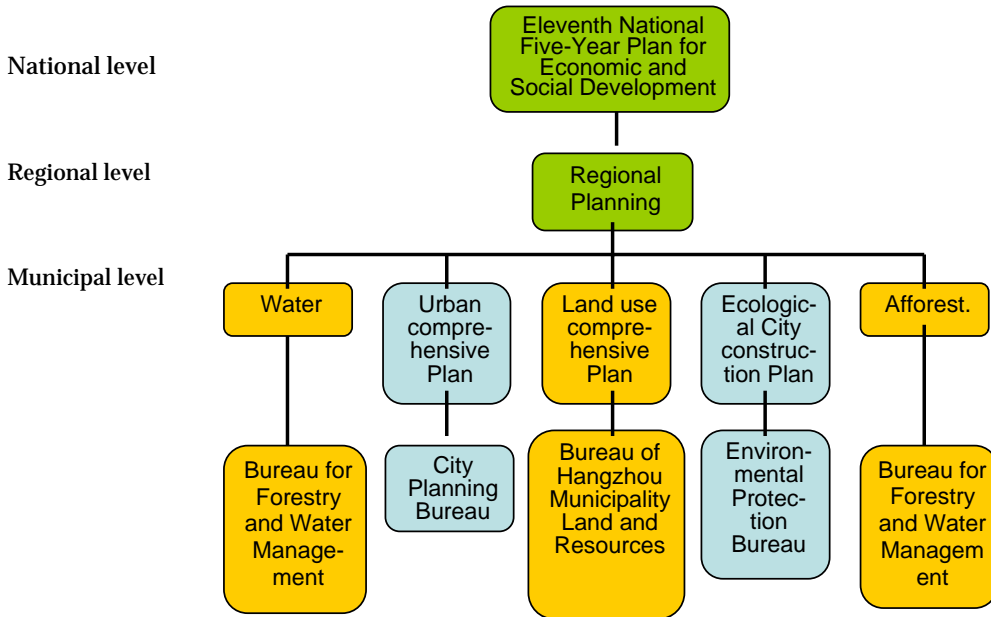 Eleventh National
Five-Year Plan for
Economic and
Social Development
National level
Regional level
Regional
Planning
Municipal level
Water
Urban
compre-
hensive
Plan
Land use
compre-
hensive
Plan
Ecologic-
al City
construc-
tion Plan
Afforest.
Bureau for
Forestry
and Water
Manage-
ment
City
Planning
Bureau
Bureau of
Hangzhou
Municipality
Land and
Resources
Environ-
mental
Protec-
tion
Bureau
Bureau for
Forestry
and Water
Managem
ent